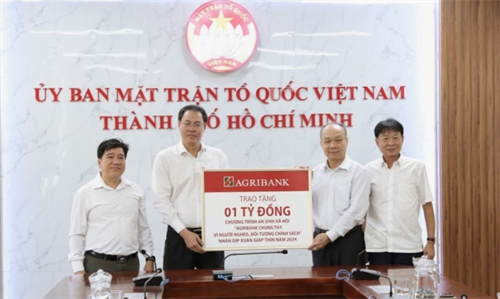 MẶT TRẬN TỔ QUỐC
VIỆT NAM
ỦY BAN MẶT TRẬN TỔ QUỐC VIỆT NAM
THÀNH PHỐ HỒ CHÍ MINH
AGRIBANK
TRAO TẶNG
01 TỶ ĐỒNG
CHƯƠNG TRÌNH AN SINH XÃ HỘI
"AGRIBANK CHUNG TAY
VÌ NGƯỜI NGHÈO, ĐỐI TƯỢNG CHÍNH SÁCH"
NHÂN DỊP XUÂN GIÁP THÌN NĂM 2024